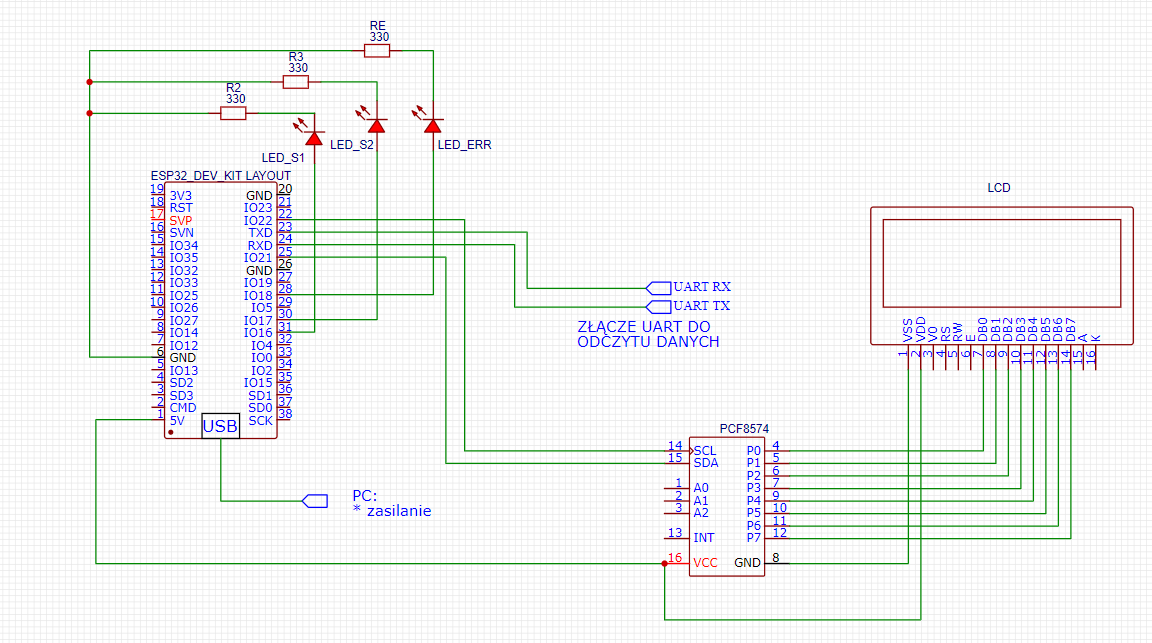 RE
330
R3
330
R2
330
LED_S1
LED_S2
LED_ERR
ESP32_DEV_KIT LAYOUT
19 3V3 GND 20
18 RST IO23 21
17 SVP IO22 22
16 SVN TXD 23
15 IO34 RXD 24
14 IO35 IO21 25
13 IO32 GND 26
12 IO33 IO19 27
11 IO25 IO18 28
10 IO26 IO5 29
9 IO27 IO17 30
8 IO14 IO16 31
7 IO12 IO4 32
6 GND IO0 33
5 IO13 IO2 34
4 SD2 IO15 35
3 SD3 SD1 36
2 CMD SD0 37
1 5V SCK 38
USB
PC:
* zasilanie
UART RX
UART TX
ZŁĄCZE UART DO
ODCZYTU DANYCH
LCD
VSS VDD V0 RS RW E DB0 DB1 DB2 DB3 DB4 DB5 DB6 DB7 A K
1 2 3 4 5 6 7 8 9 10 11 12 13 14 15 16
PCF8574
14 SCL P0 4
15 SDA P1 5
P2 6
1 A0 P3 7
2 A1 P4 9
3 A2 P5 10
P6 11
13 INT P7 12
16 VCC GND 8